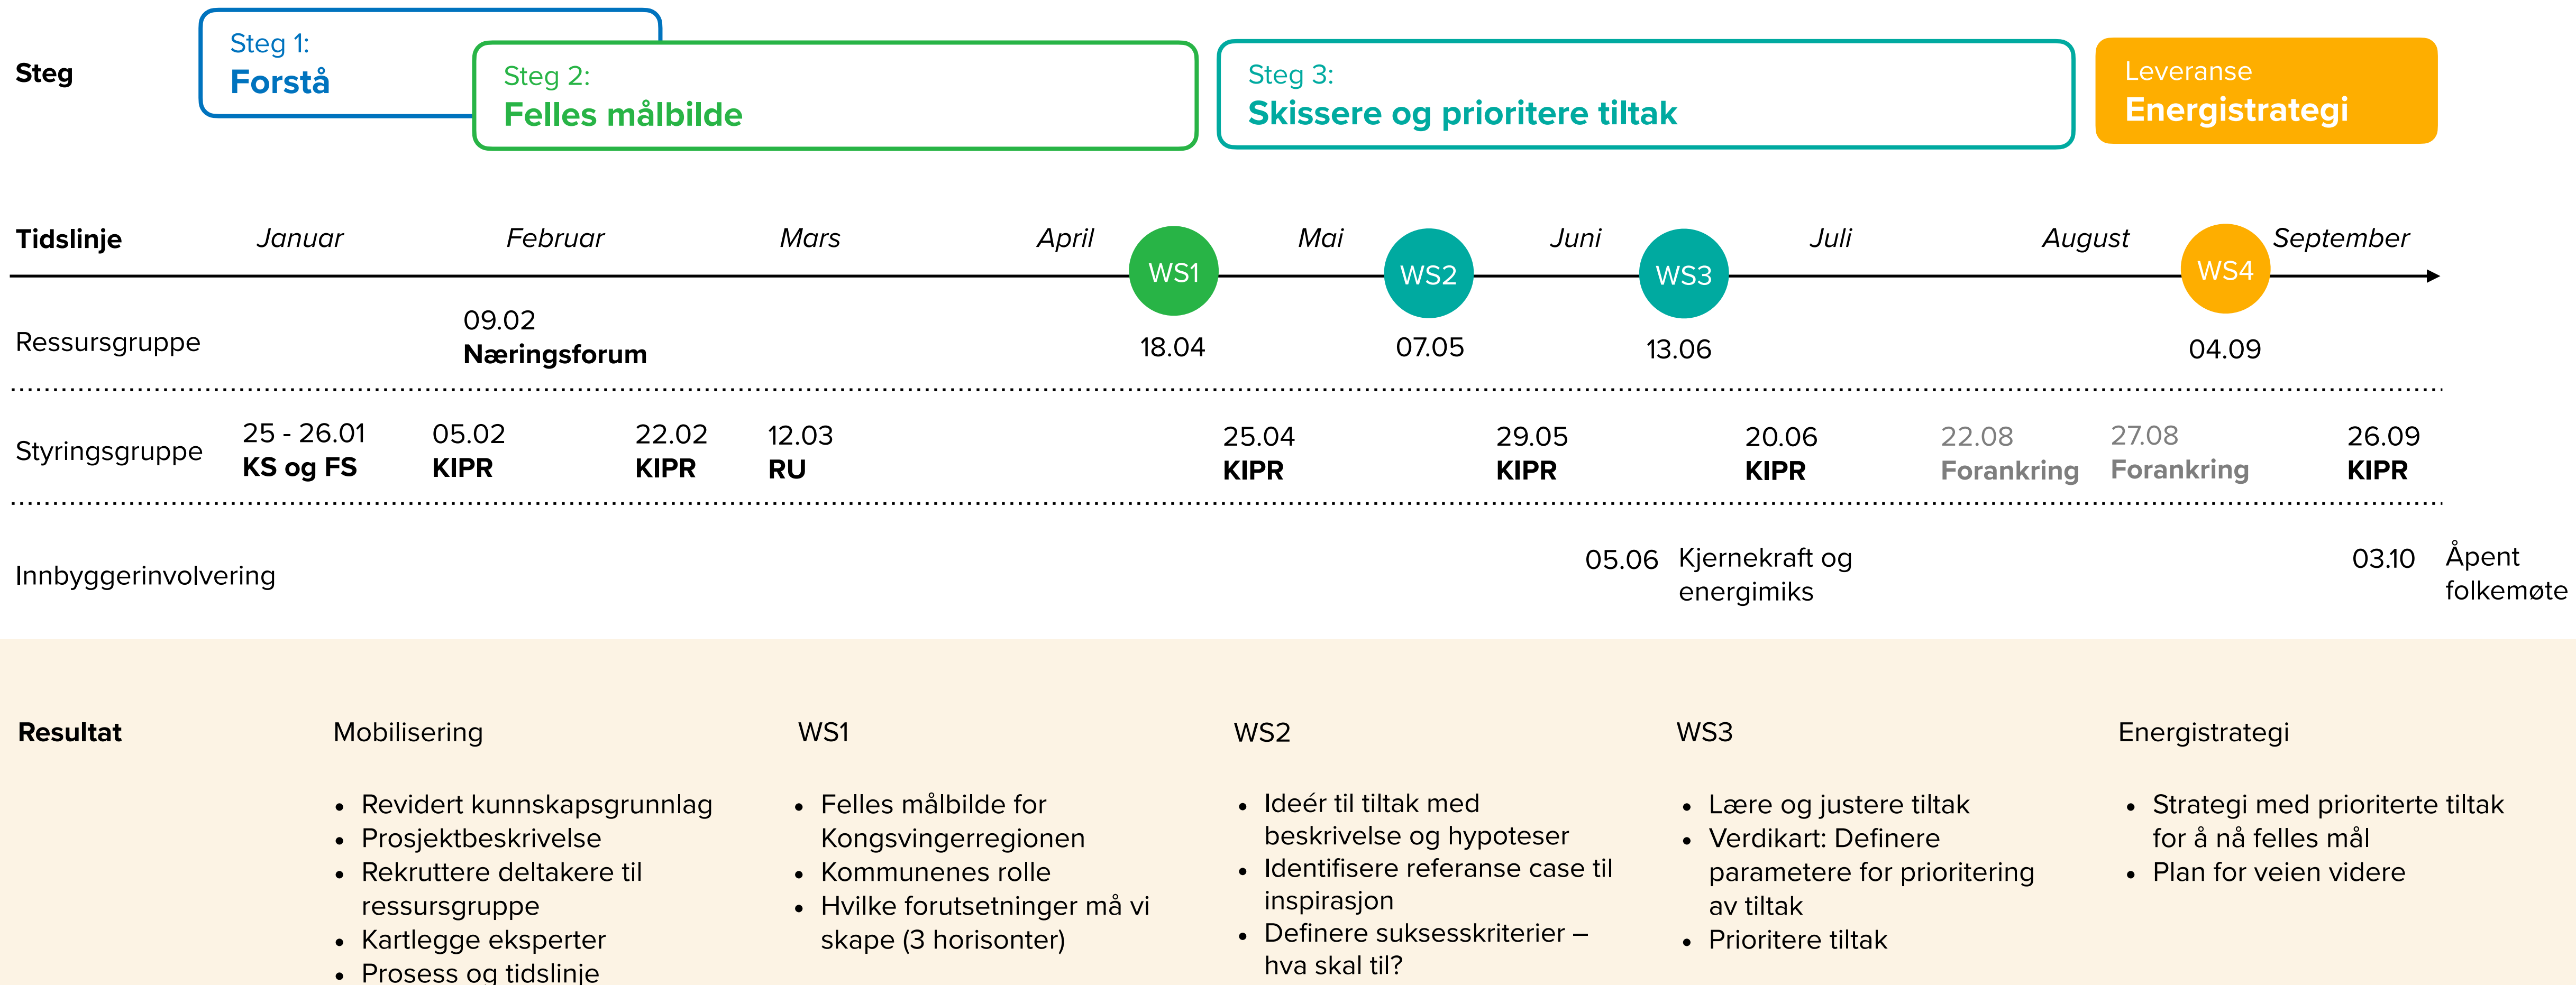 Steg
Steg 1:
Forstå
Steg 2:
Felles målbilde
Steg 3:
Skissere og prioritere tiltak
Leveranse
Energistrategi
Tidslinje
Januar
Februar
Mars
April
Mai
Juni
Juli
August
September
WS1
WS2
WS3
WS4
Ressursgruppe
09.02
Næringsforum
18.04
07.05
13.06
04.09
Styringsgruppe
25 - 26.01
KS og FS
05.02
KIPR
22.02
KIPR
12.03
RU
25.04
KIPR
29.05
KIPR
20.06
KIPR
22.08
Forankring
27.08
Forankring
26.09
KIPR
Innbyggerinvolvering
05.06
Kjernekraft og
energimiks
03.10
Åpent
folkemøte
Resultat
Mobilisering
• Revidert kunnskapsgrunnlag
• Prosjektbeskrivelse
• Rekruttere deltakere til
ressursgruppe
• Kartlegge eksperter
• Prosess og tidslinje
WS1
• Felles målbilde for
Kongsvingerregionen
• Kommunenes rolle
• Hvilke forutsetninger må vi
skape (3 horisonter)
WS2
• Ideér til tiltak med
beskrivelse og hypoteser
• Identifisere referanse case til
inspirasjon
• Definere suksesskriterier –
hva skal til?
WS3
• Lære og justere tiltak
• Verdikart: Definere
parametere for prioritering
av tiltak
• Prioritere tiltak
Energistrategi
• Strategi med prioriterte tiltak
for å nå felles mål
• Plan for veien videre